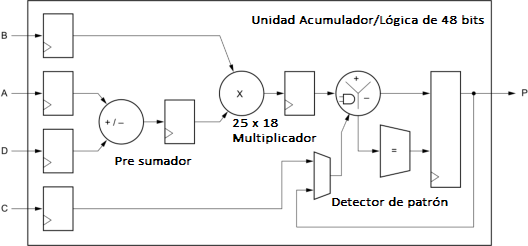 Unidad Acumulador/Lógica de 48 bits
B
A
+ / –
X
+
–
P
25 x 18
Multiplicador
D
Pre sumador
=
C
Detector de patrón